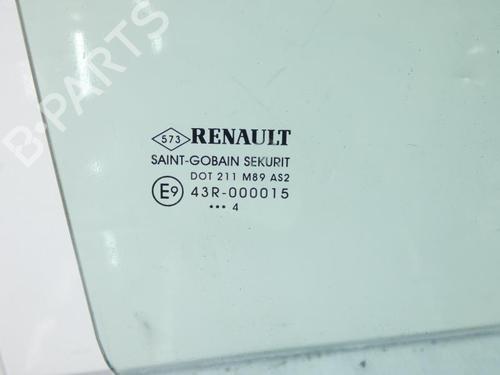 B-PARTS
573 RENAULT
SAINT-GOBAIN SEKURIT
DOT 211 M89 AS2
E9 43R-000015
••• 4